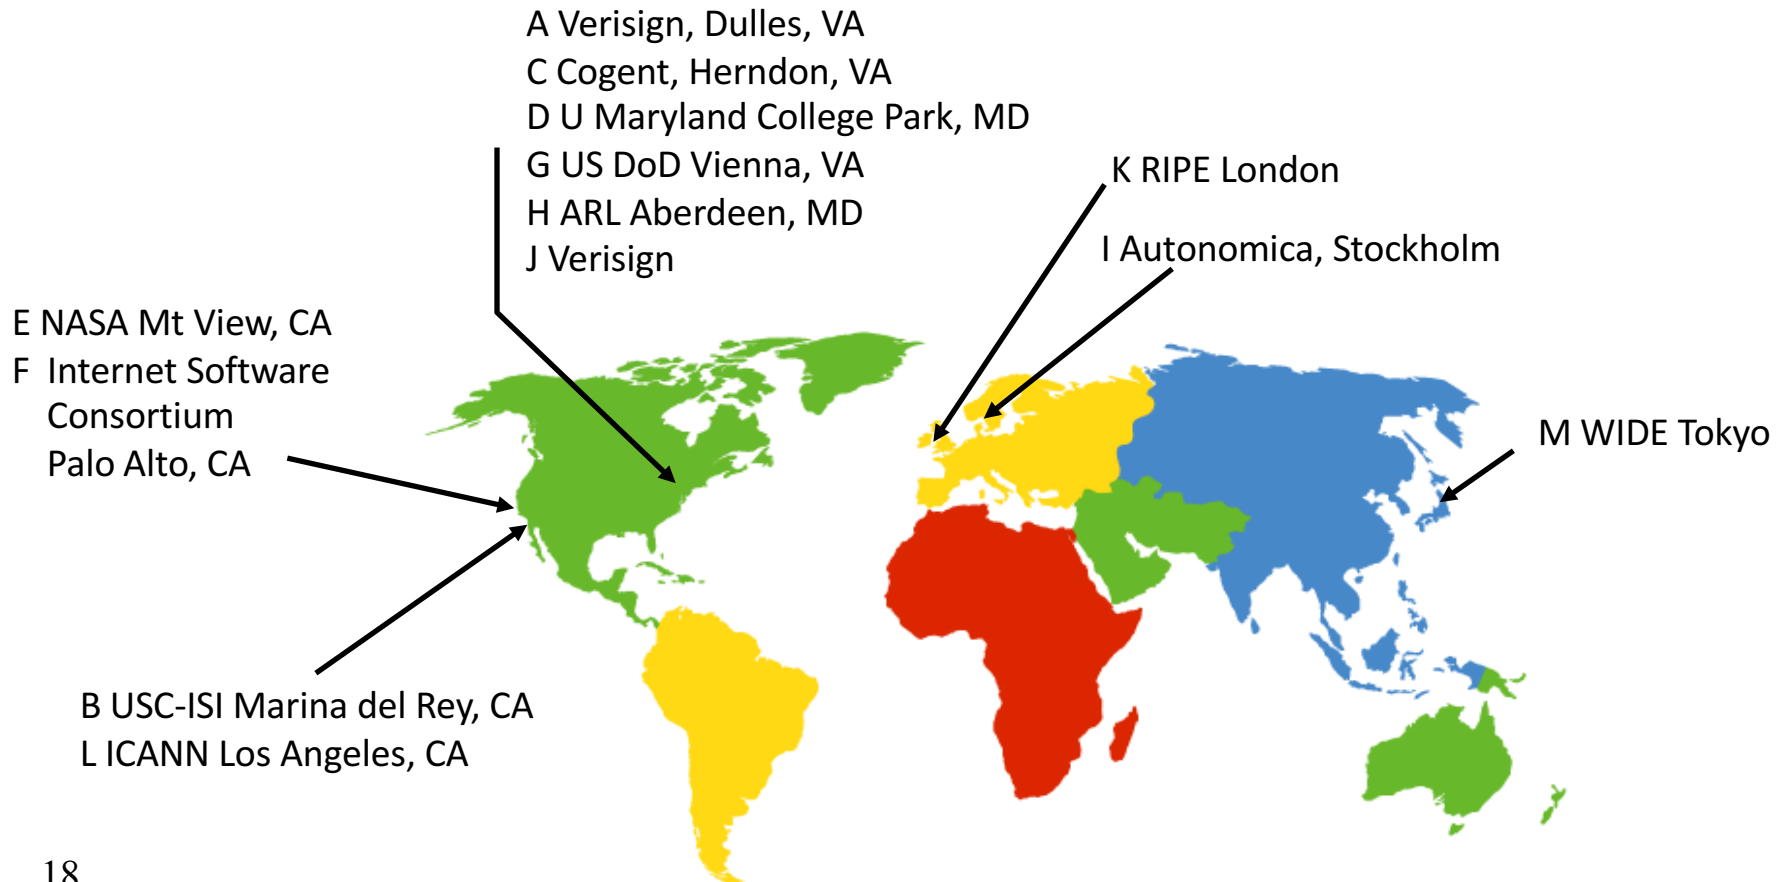 A Verisign, Dulles, VA
C Cogent, Herndon, VA
D U Maryland College Park, MD
G US DoD Vienna, VA
H ARL Aberdeen, MD
J Verisign
K RIPE London
I Autonomica, Stockholm
E NASA Mt View, CA
F Internet Software
Consortium
Palo Alto, CA
M WIDE Tokyo
B USC-ISI Marina del Rey, CA
L ICANN Los Angeles, CA
18